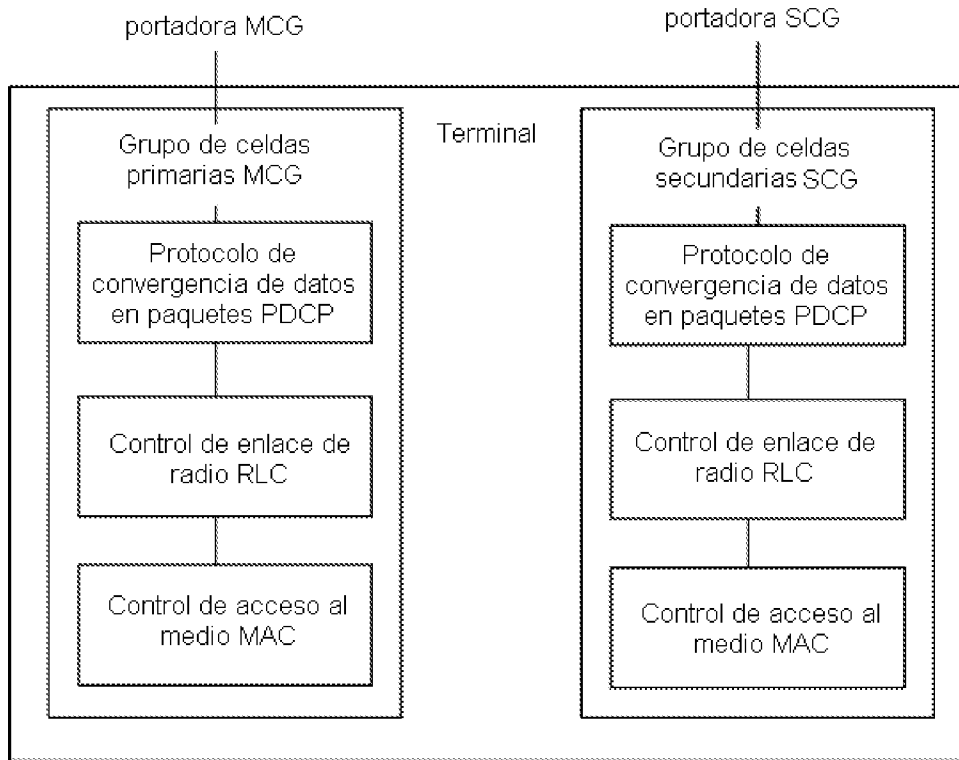 portadora MCG
portadora SCG
Terminal
Grupo de celdas
primarias MCG
Protocolo de
convergencia de datos
en paquetes PDCP
Control de enlace de
radio RLC
Control de acceso al
medio MAC
Grupo de celdas
secundarias SCG
Protocolo de
convergencia de datos
en paquetes PDCP
Control de enlace de
radio RLC
Control de acceso al
medio MAC